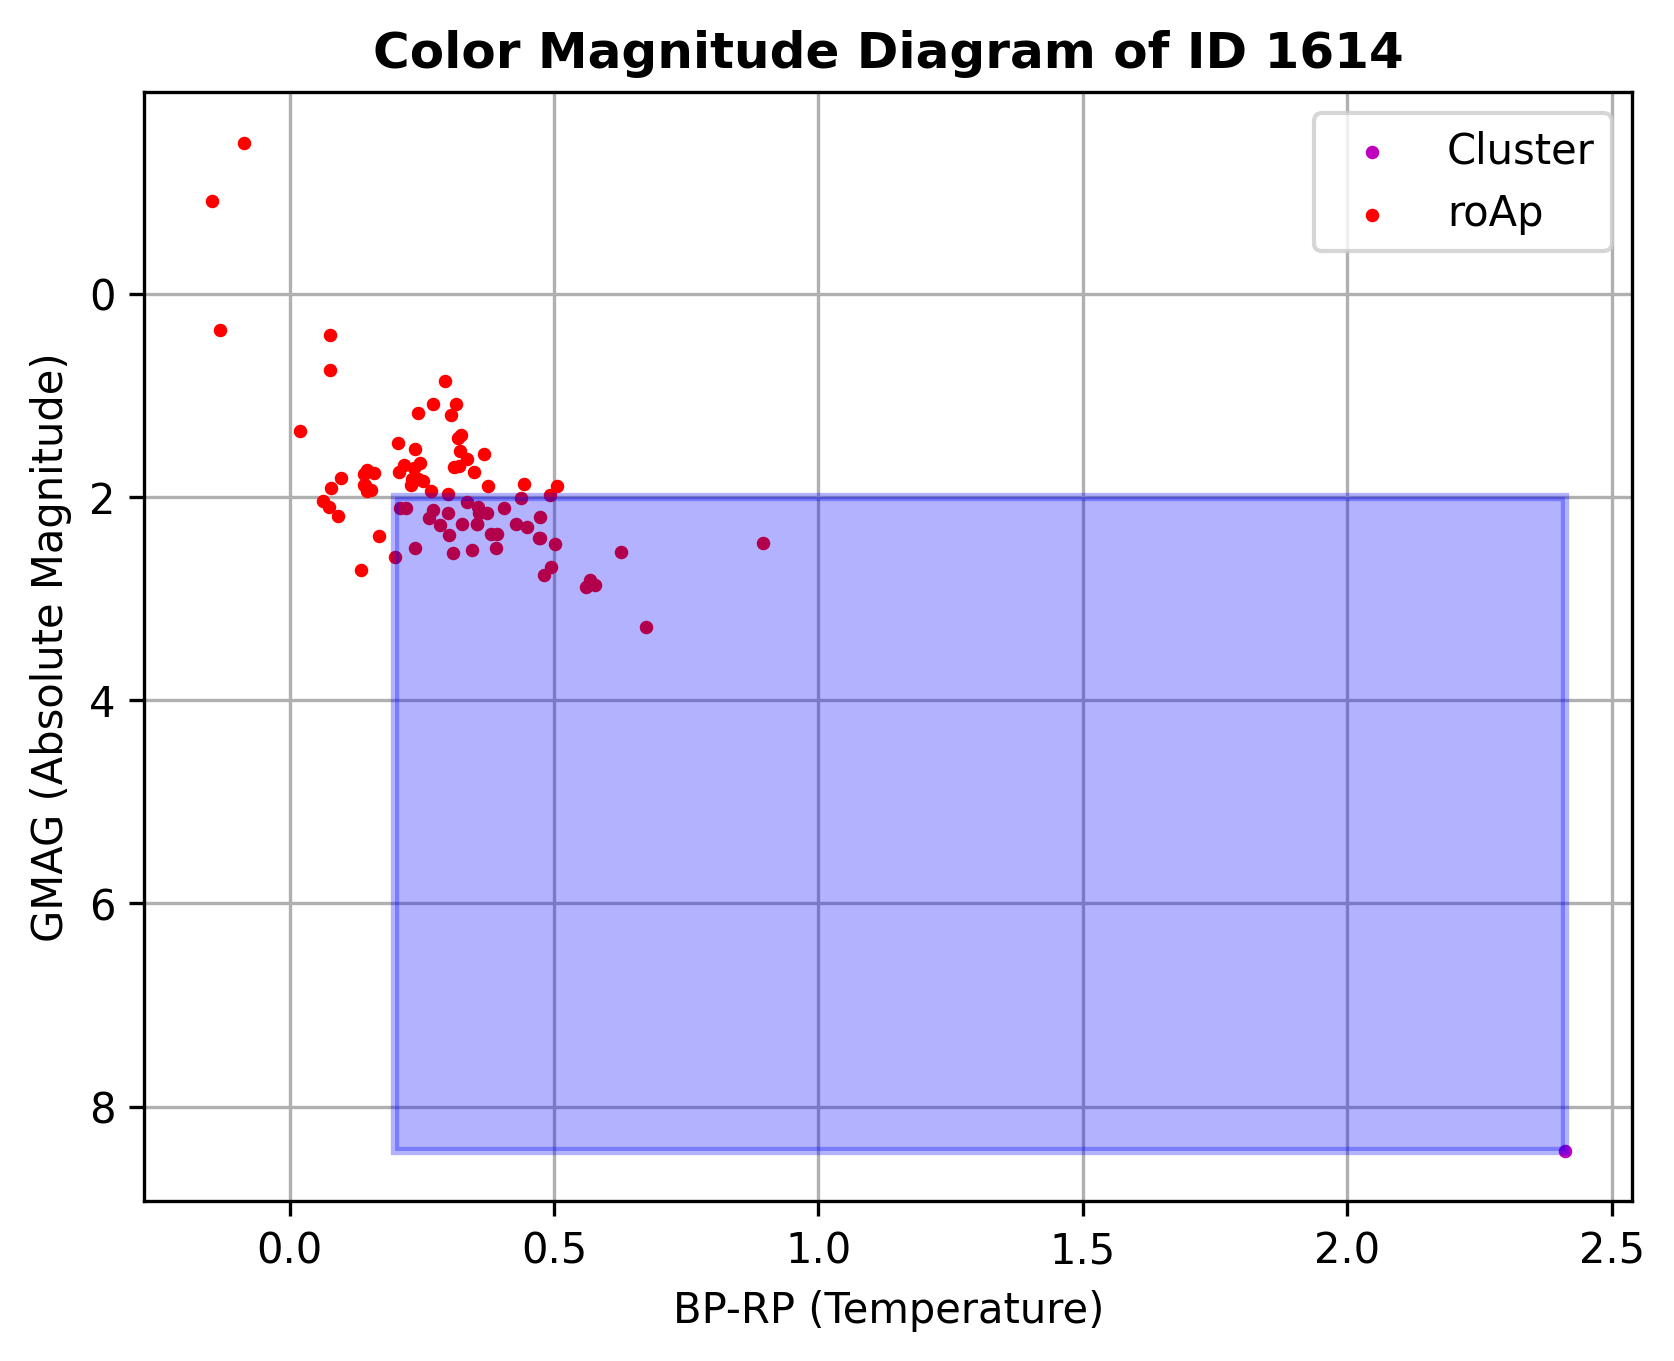 Color Magnitude Diagram of ID 1614
Cluster
roAp
GMAG (Absolute Magnitude)
0
2
4
6
8
0.0 0.5 1.0 1.5 2.0 2.5
BP-RP (Temperature)